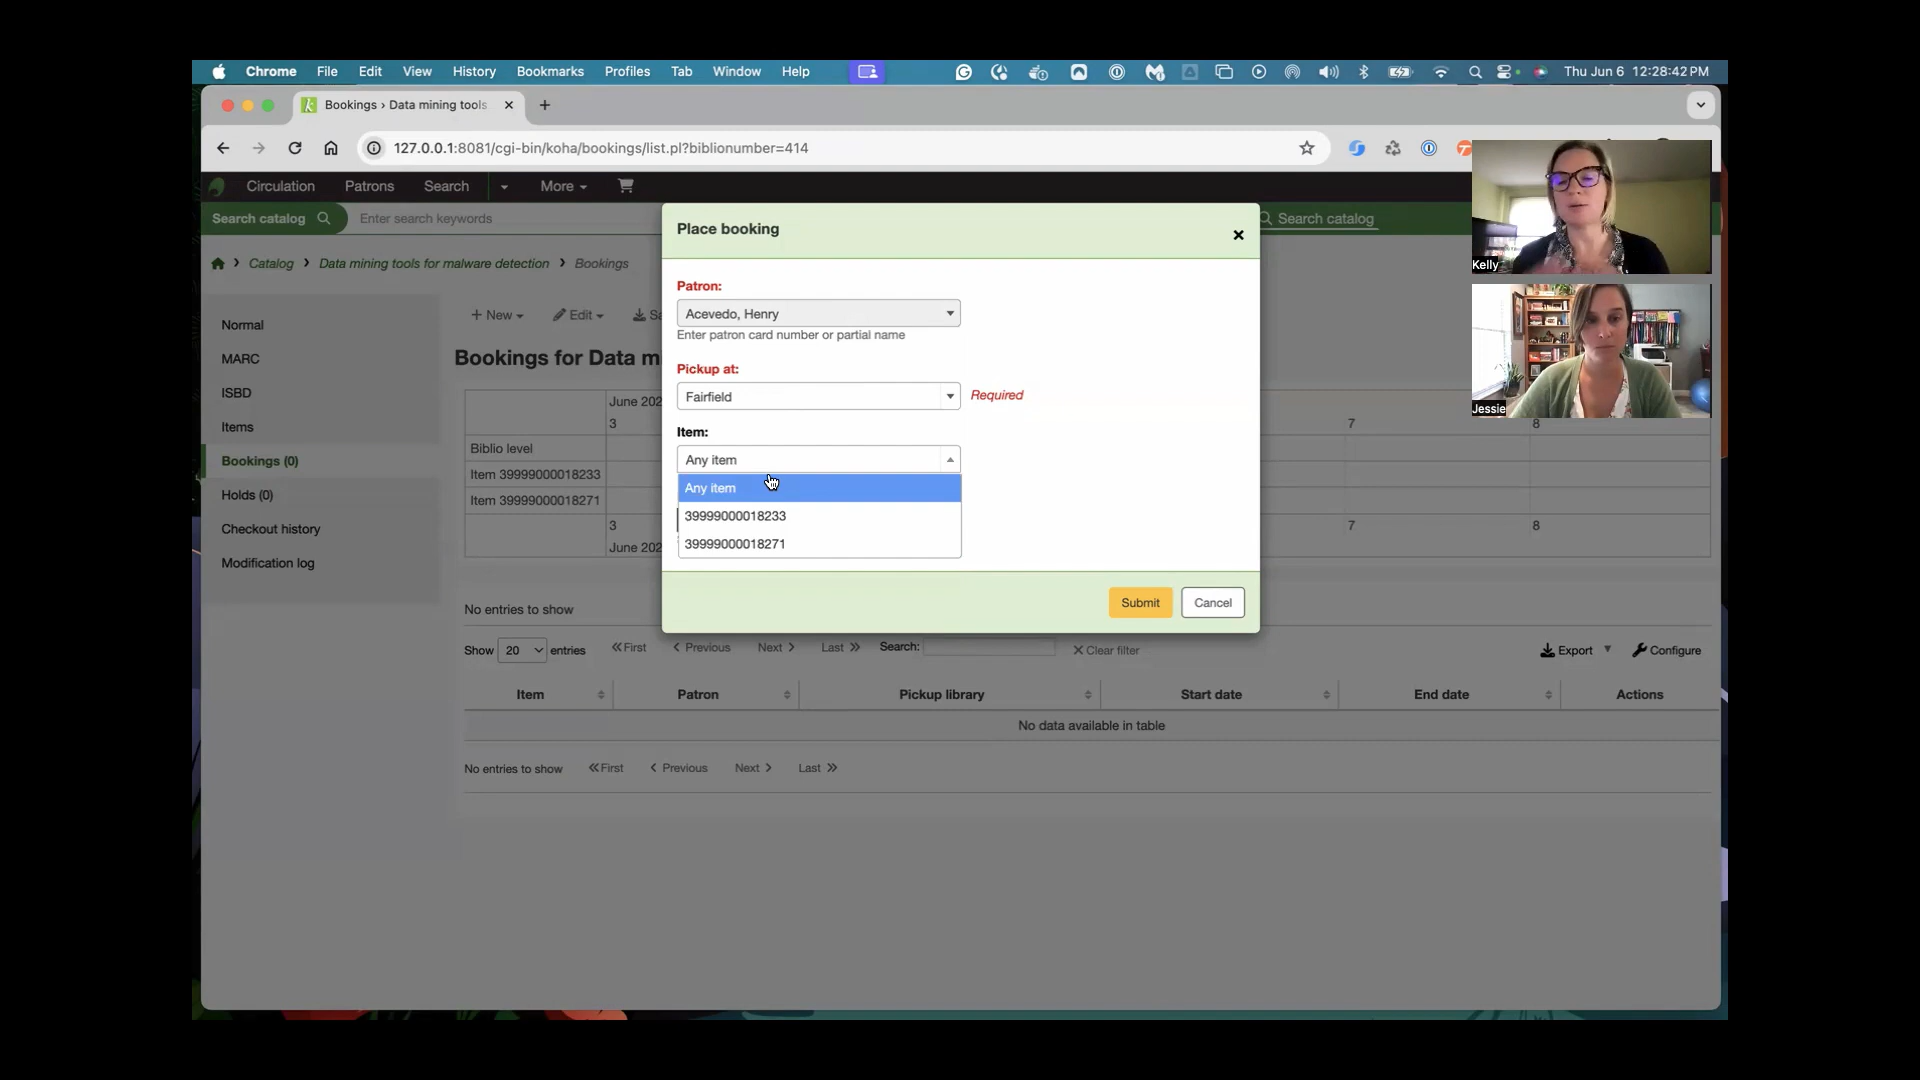 Chrome File Edit View History Bookmarks Profiles Tab Window Help Thu Jun 6 12:28:42 PM
Bookings › Data mining tools
127.0.0.1:8081/cgi-bin/koha/bookings/list.pl?biblionumber=414
Circulation Patrons Search More
Search catalog Enter search keywords Search catalog
Catalog Data mining tools for malware detection Bookings
Kelly
Jessie
Normal
MARC
ISBD
Items
Bookings (0)
Holds (0)
Checkout history
Modification log
+ New Edit
Bookings for Data
June 202
3 7 8
Biblio level
Item 39999000018233
Item 39999000018271
3 7 8
June 202
Place booking
Patron:
Acevedo, Henry
Enter patron card number or partial name
Pickup at:
Fairfield Required
Item:
Any item
Any item
39999000018233
39999000018271
Submit Cancel
No entries to show
Show 20 entries First Previous Next Last Search: Clear filter Export Configure
Item Patron Pickup library Start date End date Actions
No data available in table
No entries to show First Previous Next Last